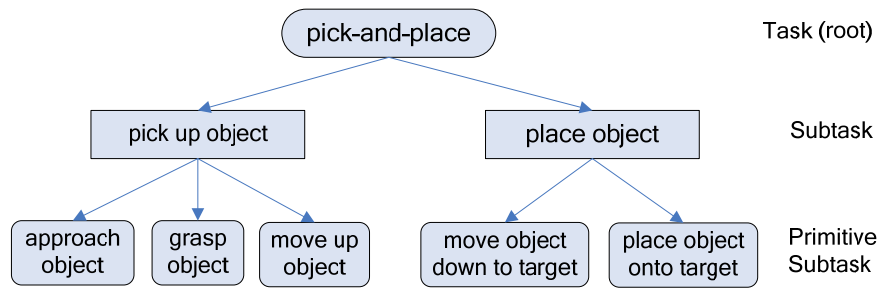 pick-and-place
Task (root)
pick up object
place object
Subtask
approach
object
grasp
object
move up
object
move object
down to target
place object
onto target
Primitive
Subtask